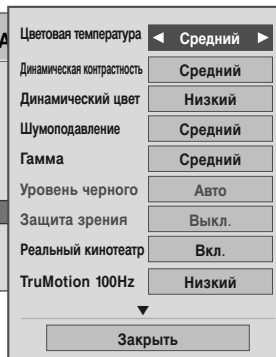 Цветовая температура ◄ Средний ►
Динамическая контрастность Средний
Динамический цвет Низкий
Шумоподавление Средний
Гамма Средний
Уровень черного Авто
Защита зрения Выкл.
Реальный кинотеатр Вкл.
TruMotion 100Hz Низкий
▼
Закрыть